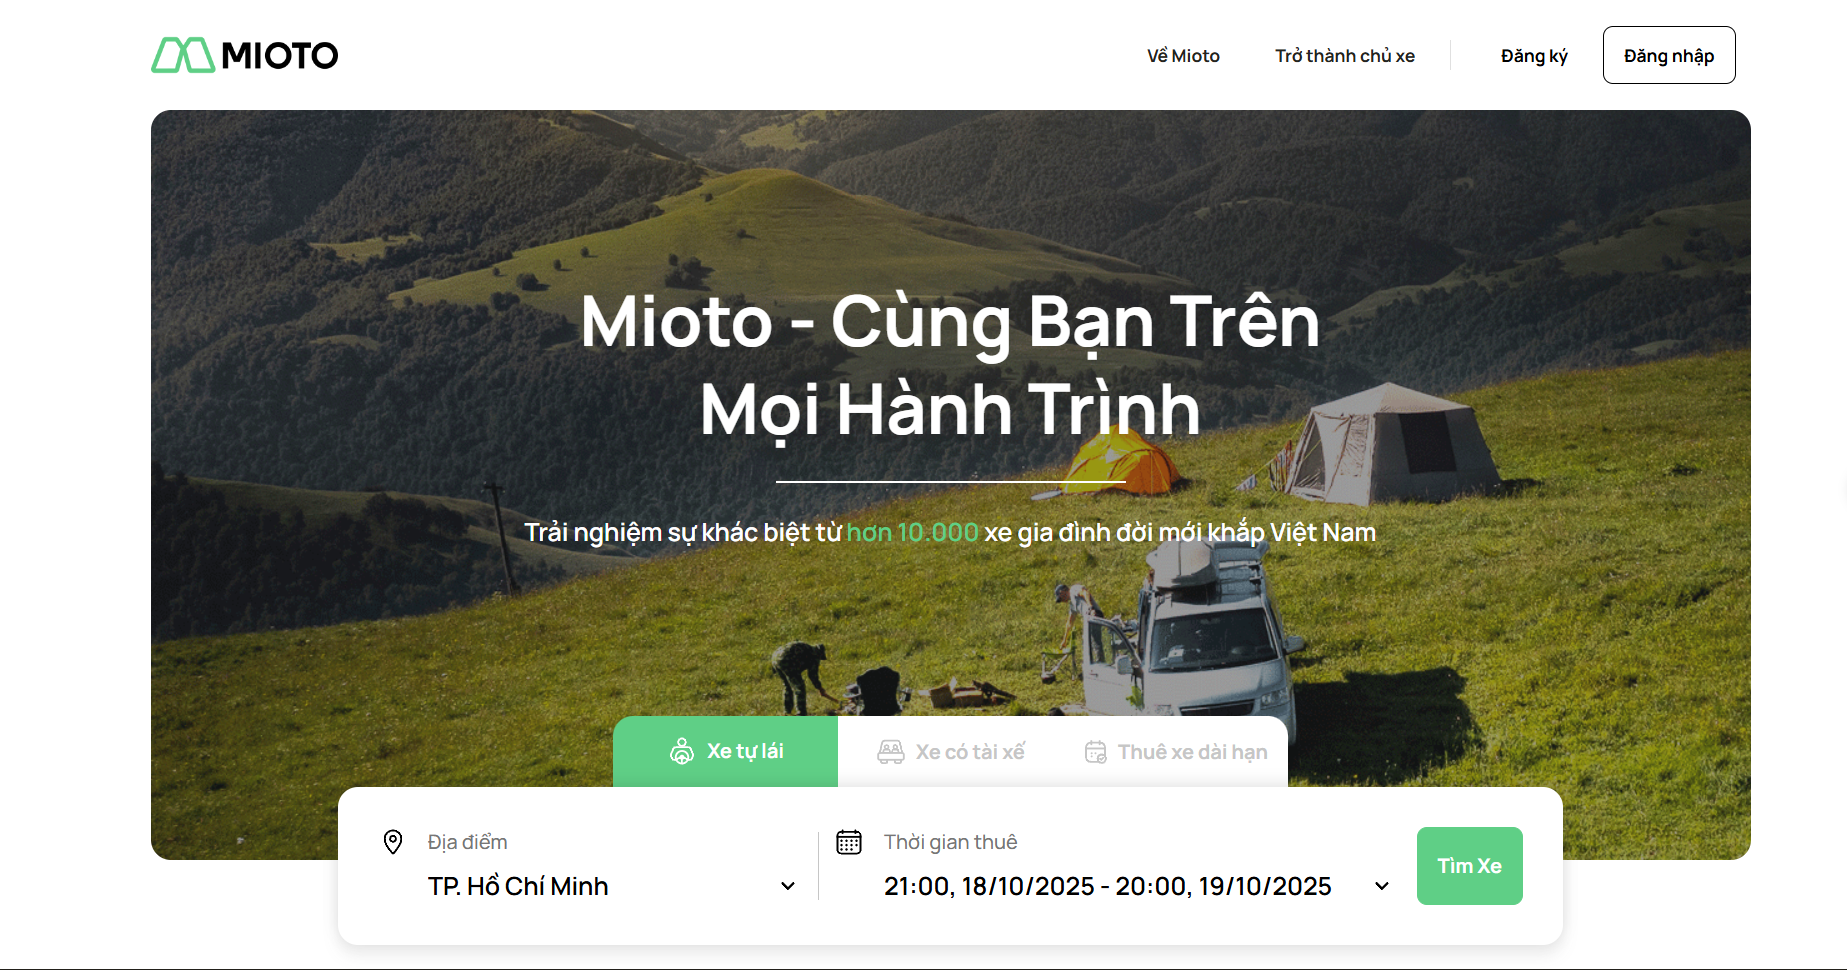 MIOTO
Về Mioto
Trở thành chủ xe
Đăng ký
Đăng nhập
Mioto - Cùng Bạn Trên
Mọi Hành Trình
Trải nghiệm sự khác biệt từ hơn 10.000 xe gia đình đời mới khắp Việt Nam
Xe tự lái
Xe có tài xế
Thuê xe dài hạn
Địa điểm
TP. Hồ Chí Minh
Thời gian thuê
21:00, 18/10/2025 - 20:00, 19/10/2025
Tìm Xe